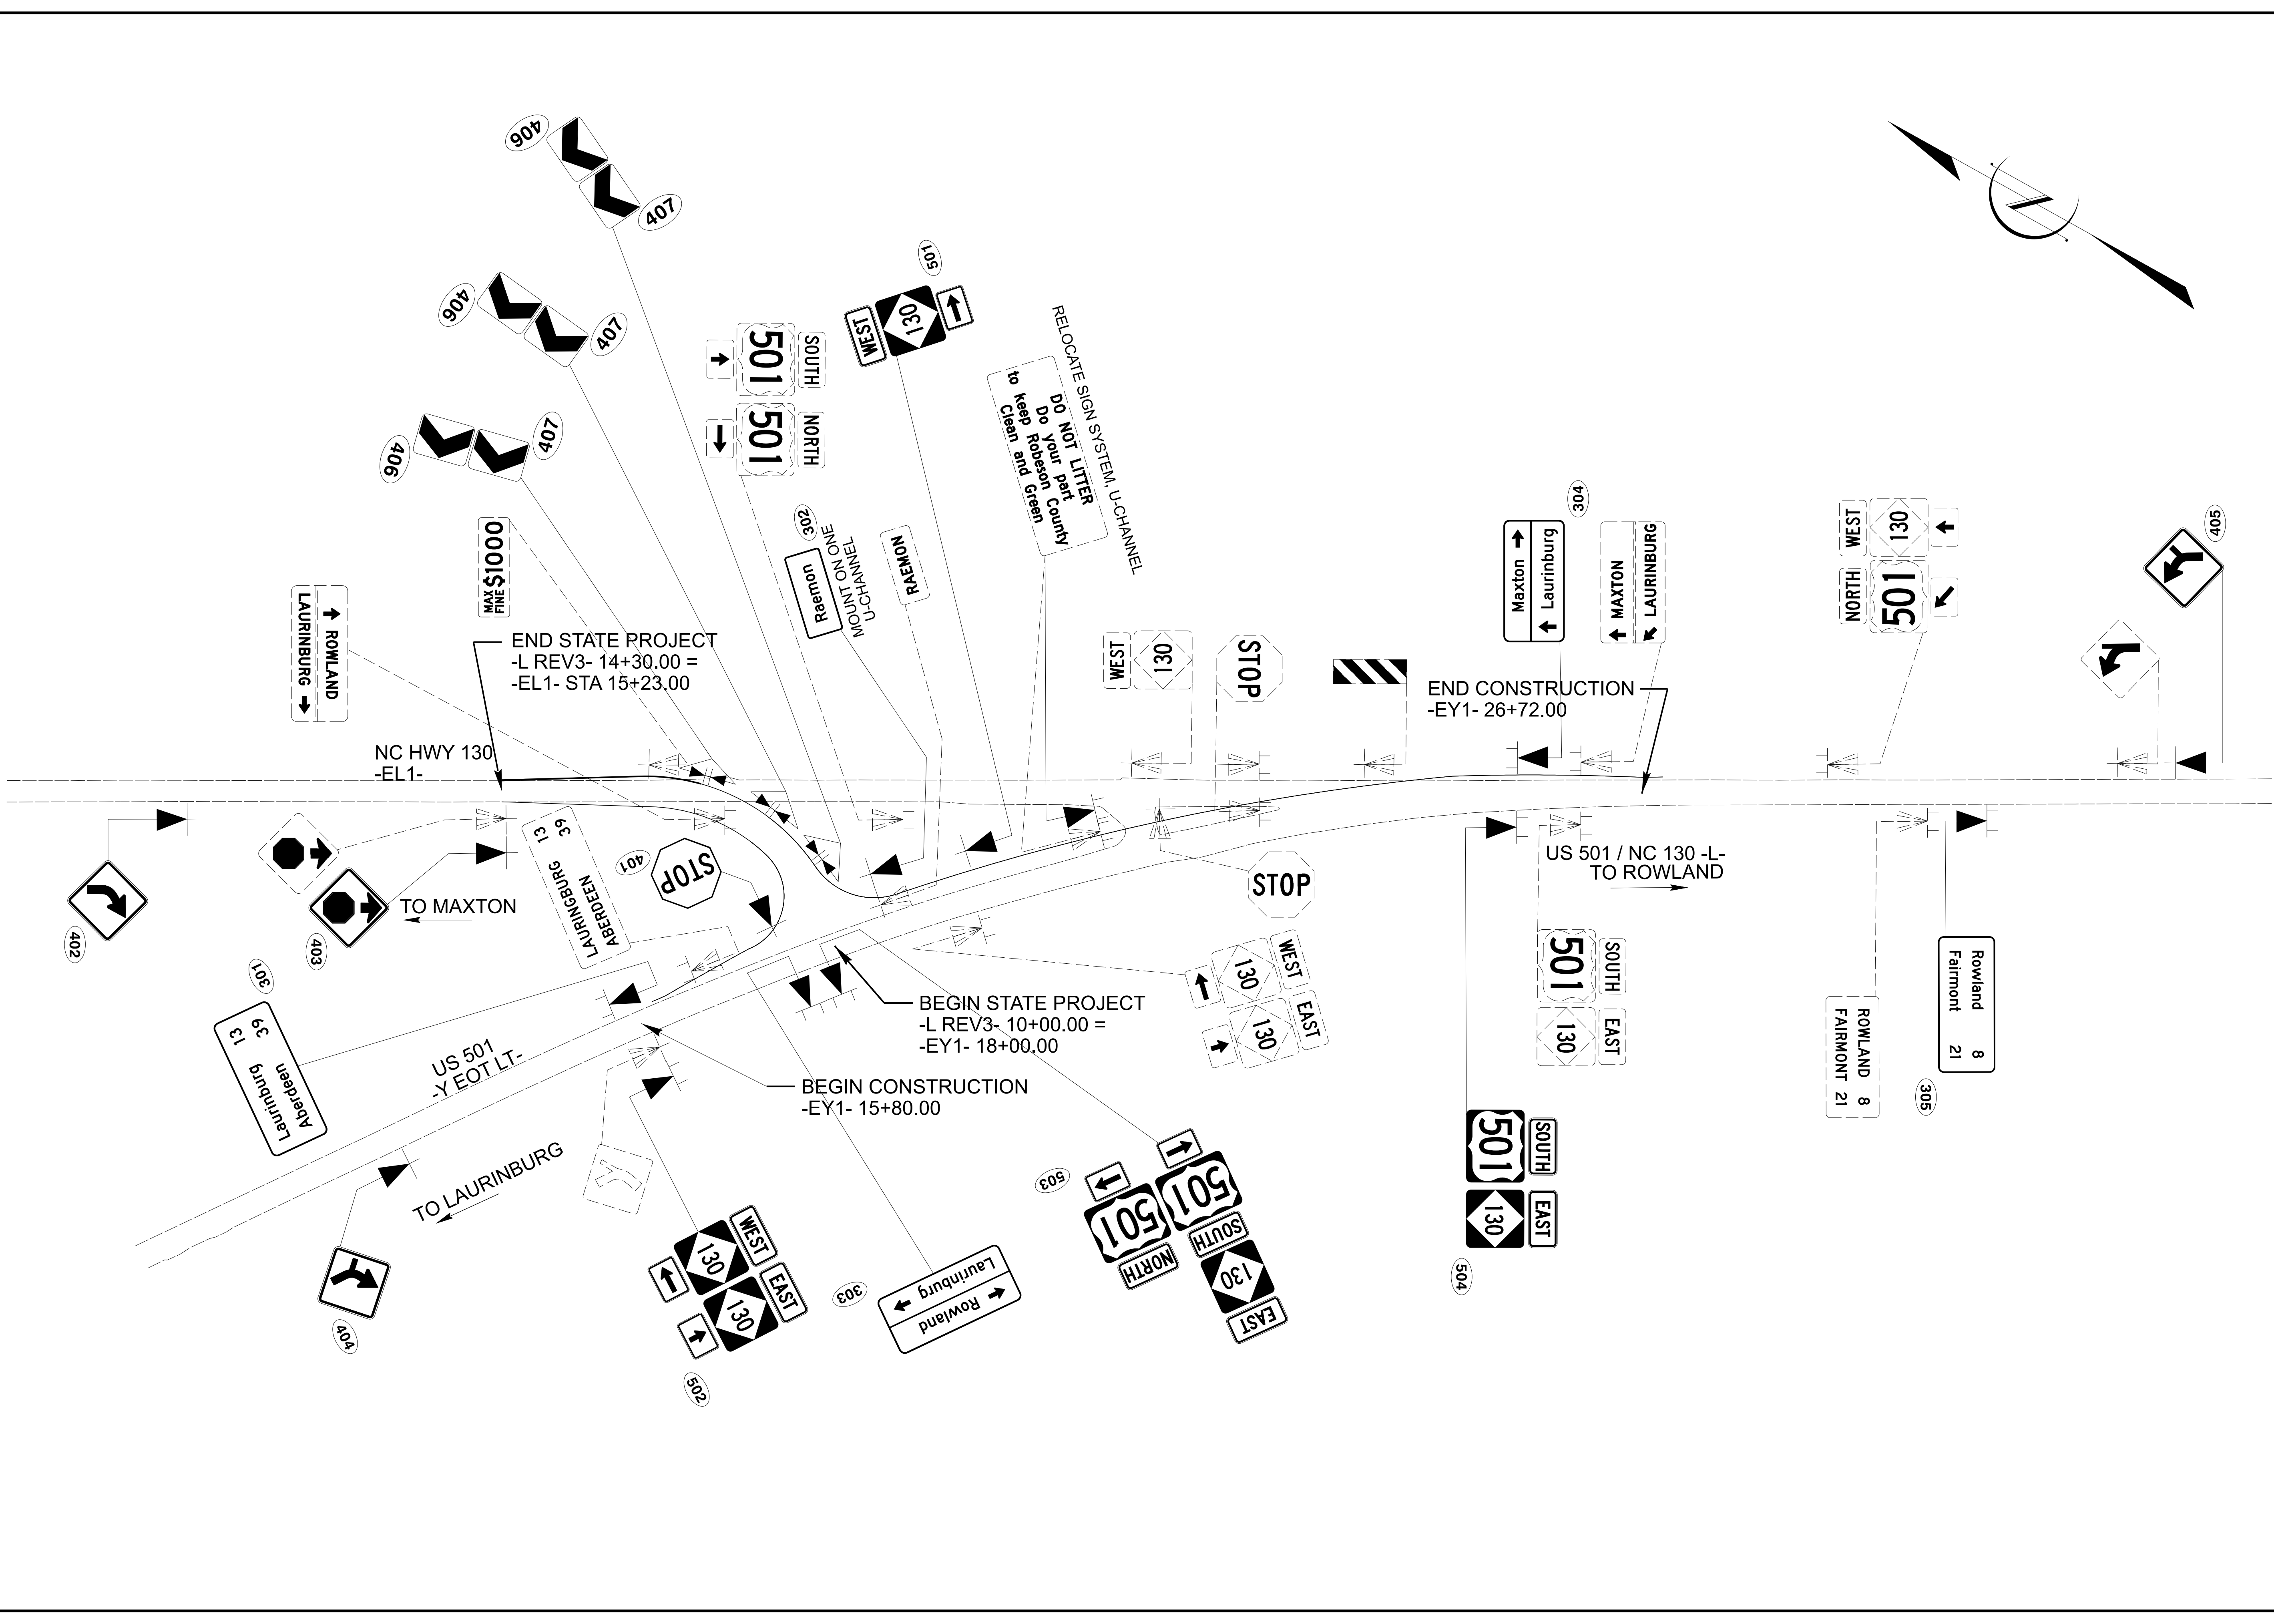 406
407
406
407
406
407
SOUTH
501
NORTH
501
501
WEST
130
RELOCATE SIGN SYSTEM, U-CHANNEL
DO NOT LITTER
Do your part
to keep Robeson County
Clean and Green
302
Raemon
MOUNT ON ONE
U-CHANNEL
RAEMON
MAX
FINE
$1000
ROWLAND
LAURINBURG
END STATE PROJECT
-L REV3- 14+30.00 =
-EL1- STA 15+23.00
NC HWY 130
-EL1-
WEST
130
STOP
304
Maxton
Laurinburg
MAXTON
LAURINBURG
END CONSTRUCTION
-EY1- 26+72.00
WEST
130
NORTH
501
405
402
403
TO MAXTON
39
13
ABERDEEN
LAURINGBURG
401
STOP
STOP
US 501 / NC 130 -L-
TO ROWLAND
301
Aberdeen 39
Laurinburg 13
US 501
-Y EOT LT-
TO LAURINBURG
404
BEGIN STATE PROJECT
-L REV3- 10+00.00 =
-EY1- 18+00.00
BEGIN CONSTRUCTION
-EY1- 15+80.00
WEST
130
EAST
130
SOUTH
501
EAST
130
ROWLAND 8
FAIRMONT 21
Rowland 8
Fairmont 21
305
WEST
130
EAST
130
502
303
Laurinburg
Rowland
503
501
NORTH
501
SOUTH
130
EAST
SOUTH
501
EAST
130
504